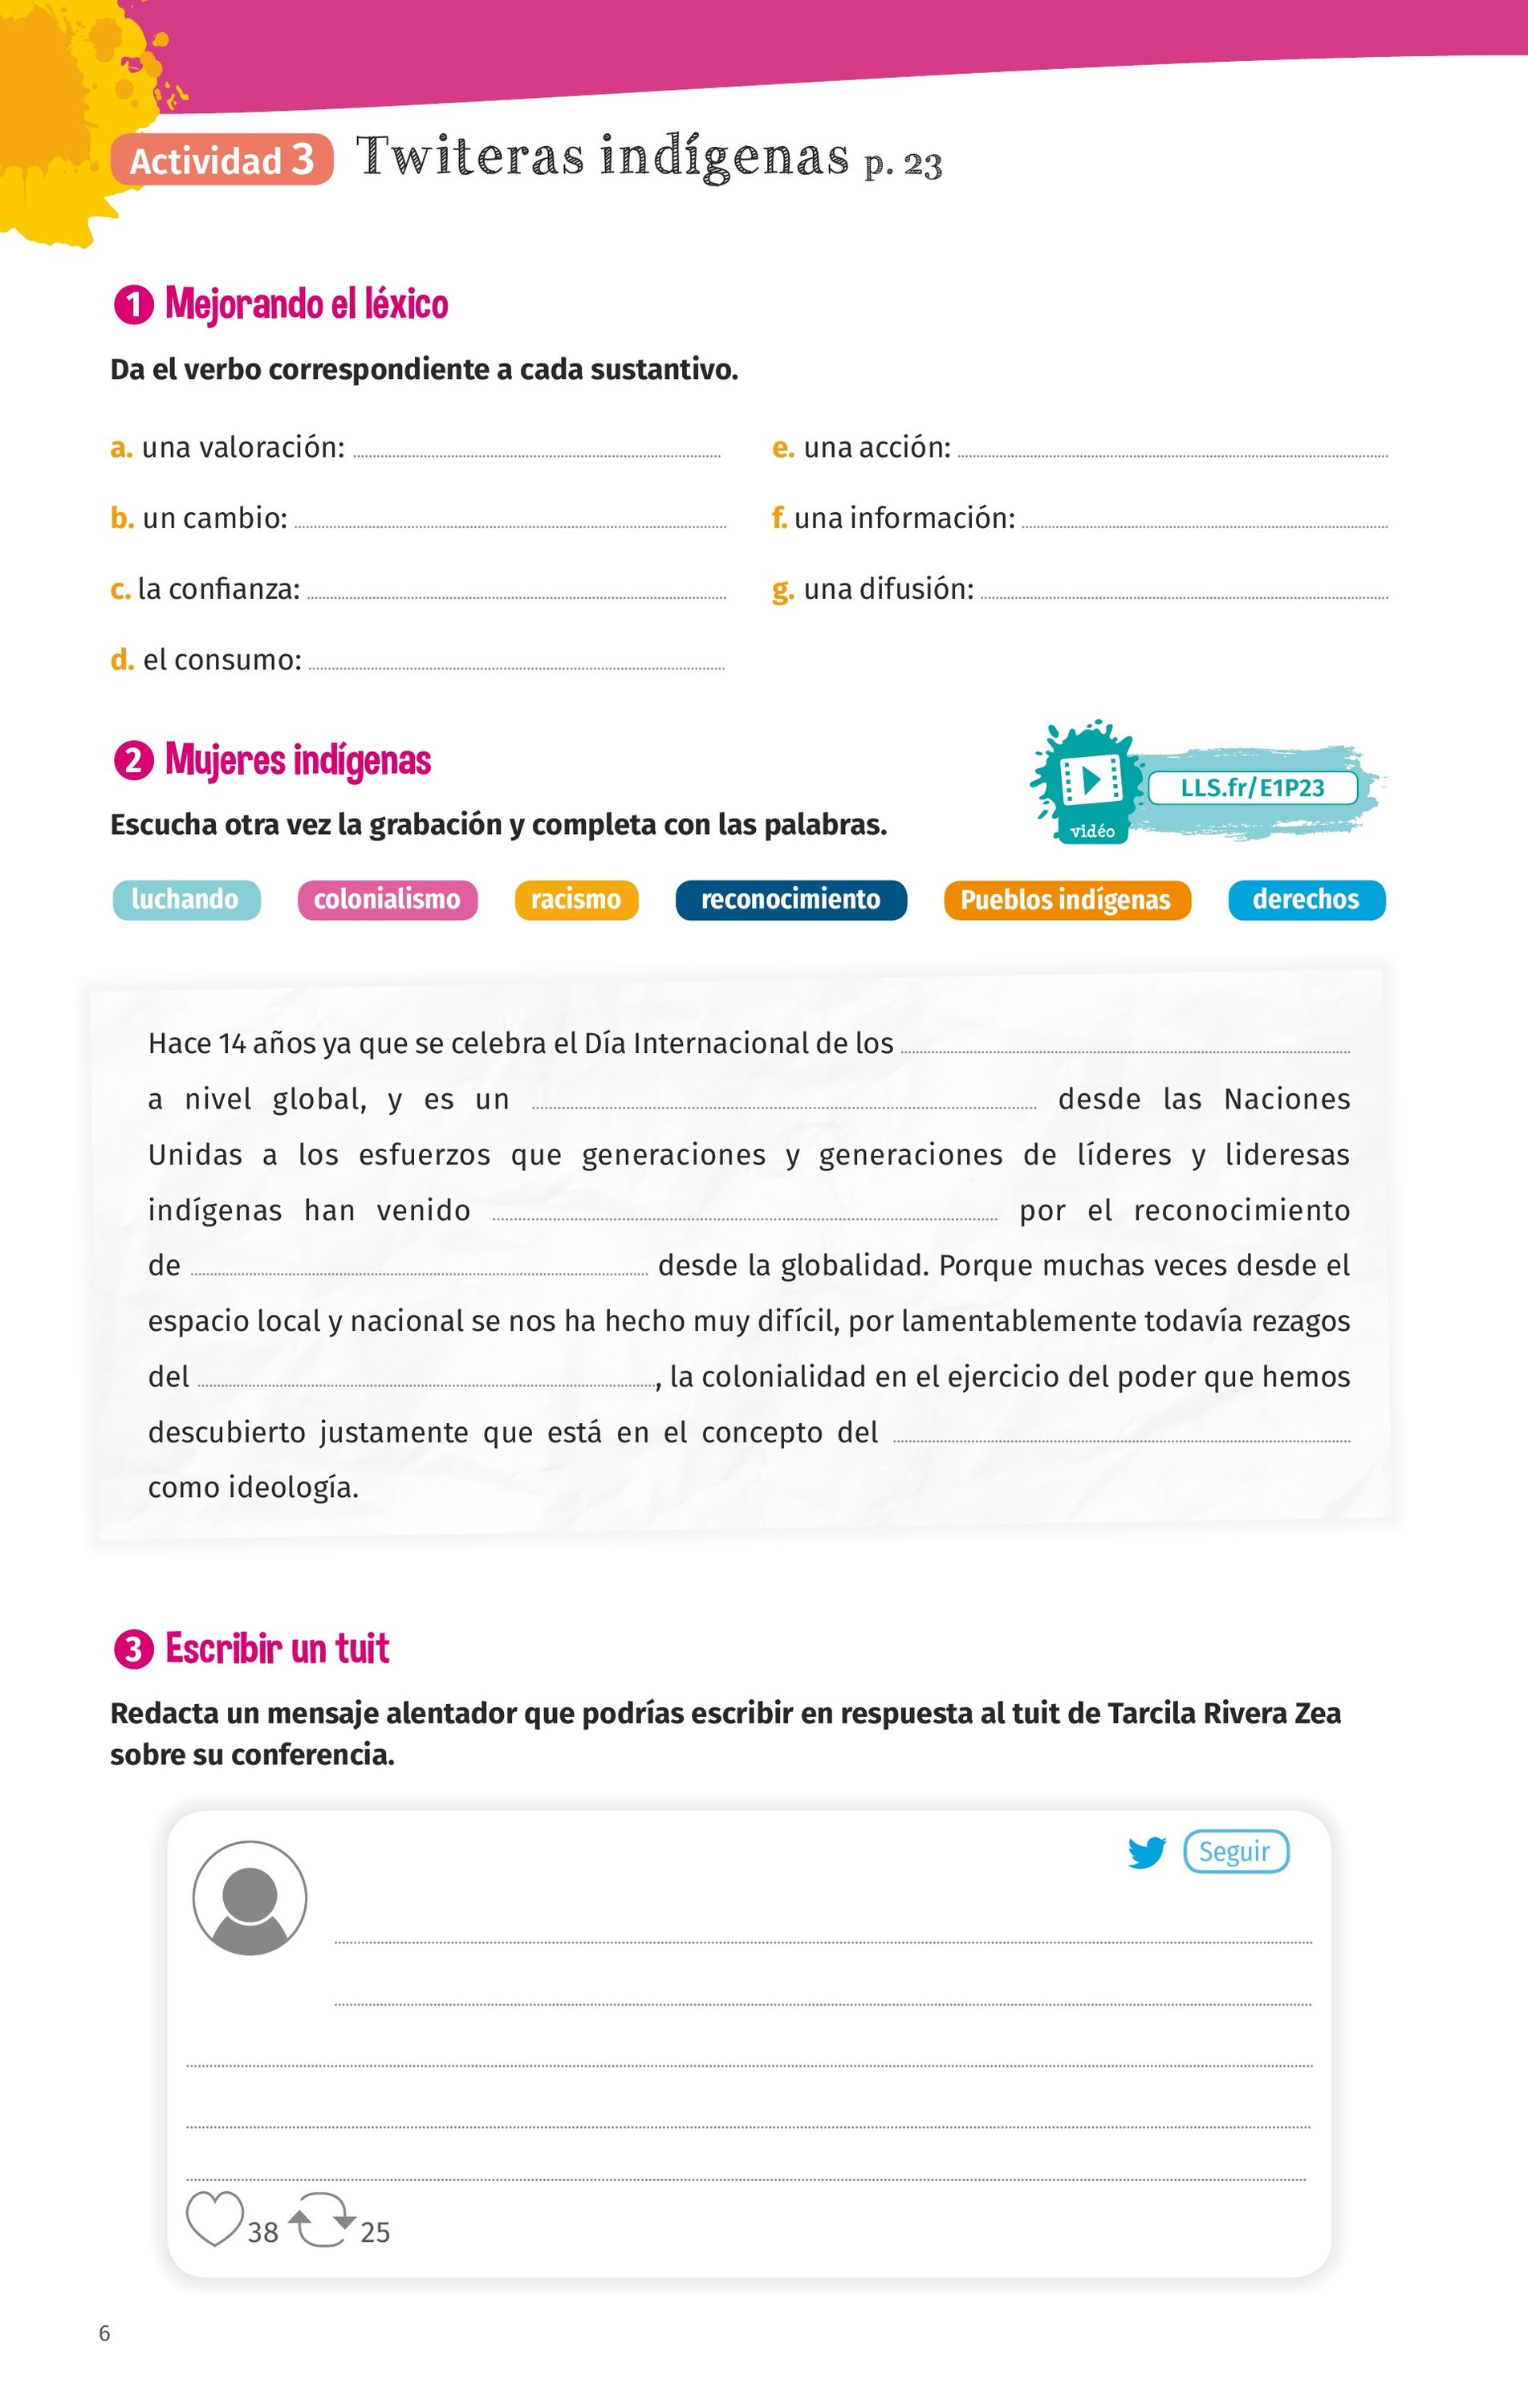 Actividad 3 Twiteras indígenas p. 23
1 Mejorando el léxico
Da el verbo correspondiente a cada sustantivo.
a. una valoración:
b. un cambio:
c. la confianza:
d. el consumo:
e. una acción:
f. una información:
g. una difusión:
2 Mujeres indígenas
vidéo LLS.fr/E1P23
Escucha otra vez la grabación y completa con las palabras.
luchando colonialismo racismo reconocimiento Pueblos indígenas derechos
Hace 14 años ya que se celebra el Día Internacional de los
a nivel global, y es un desde las Naciones
Unidas a los esfuerzos que generaciones y generaciones de líderes y lideresas
indígenas han venido por el reconocimiento
de desde la globalidad. Porque muchas veces desde el
espacio local y nacional se nos ha hecho muy difícil, por lamentablemente todavía rezagos
del , la colonialidad en el ejercicio del poder que hemos
descubierto justamente que está en el concepto del
como ideología.
3 Escribir un tuit
Redacta un mensaje alentador que podrías escribir en respuesta al tuit de Tarcila Rivera Zea
sobre su conferencia.
Seguir
38 25
6